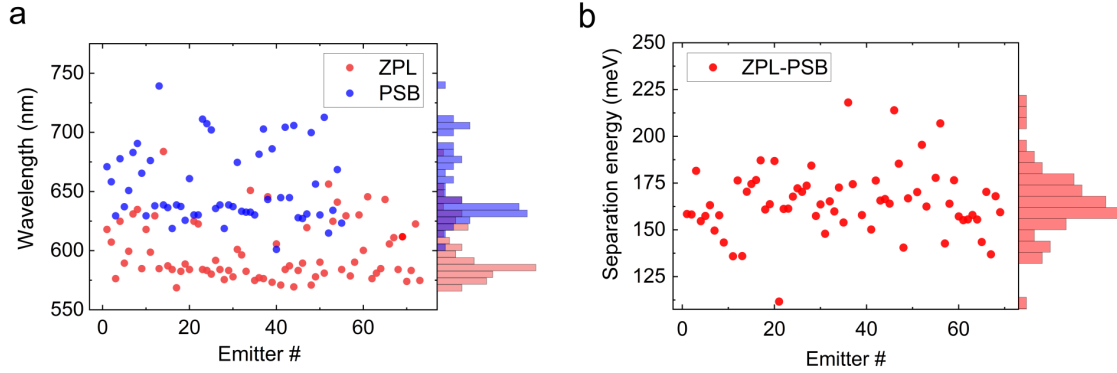 a
Wavelength (nm)
750
700
650
600
550
0
20
40
60
Emitter #
ZPL
PSB
b
Separation energy (meV)
250
225
200
175
150
125
0
20
40
60
Emitter #
ZPL-PSB